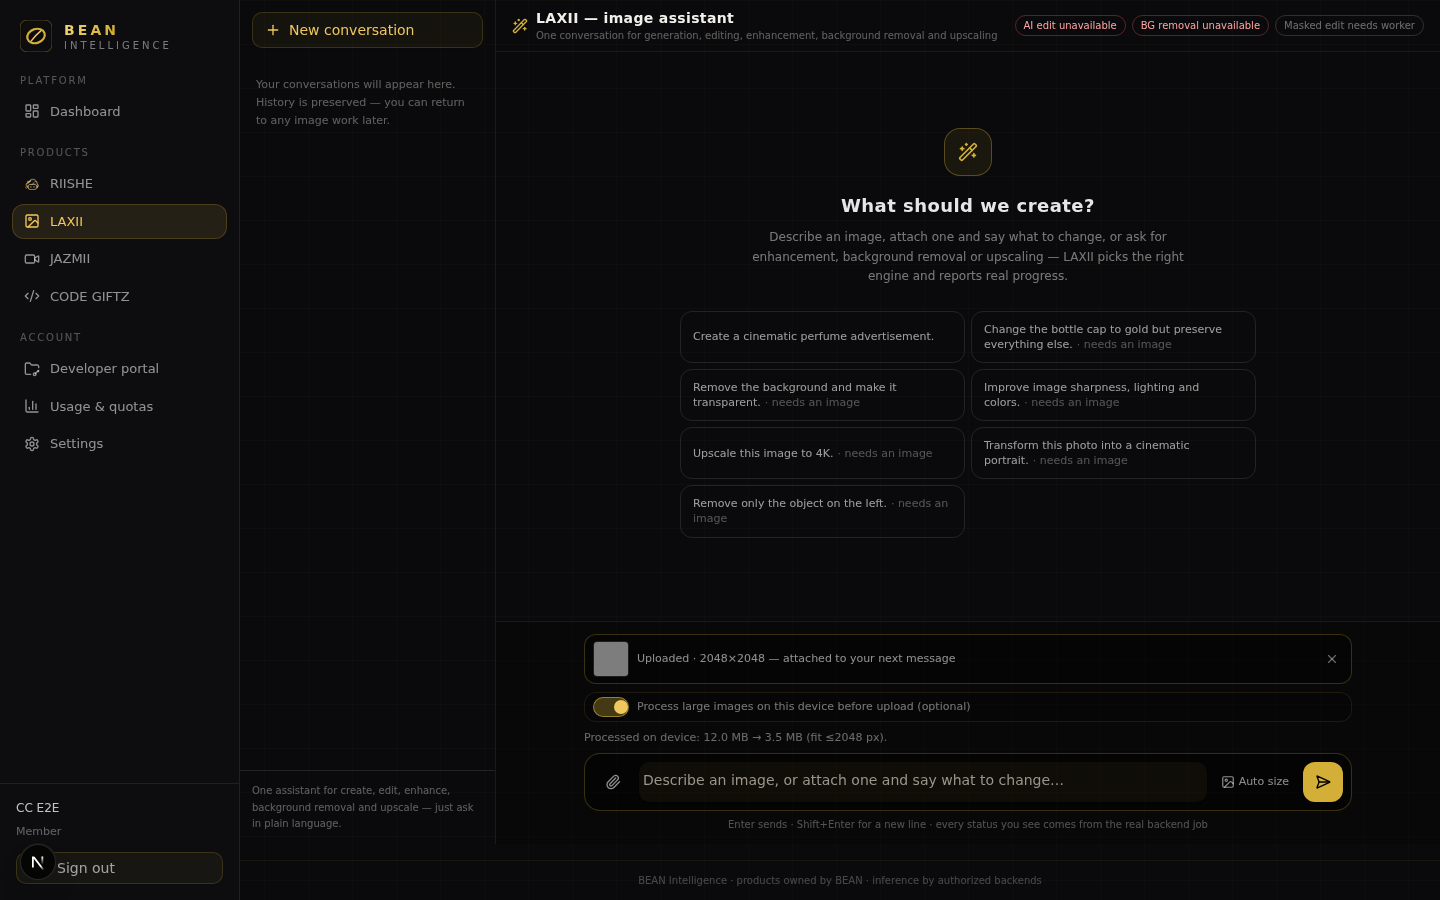 BEAN
INTELLIGENCE
PLATFORM
Dashboard
PRODUCTS
RIISHE
LAXII
JAZMII
CODE GIFTZ
ACCOUNT
Developer portal
Usage & quotas
Settings
CC E2E
Member
N
Sign out
New conversation
Your conversations will appear here.
History is preserved — you can return
to any image work later.
One assistant for create, edit, enhance,
background removal and upscale — just ask
in plain language.
LAXII — image assistant
One conversation for generation, editing, enhancement, background removal and upscaling
AI edit unavailable
BG removal unavailable
Masked edit needs worker
What should we create?
Describe an image, attach one and say what to change, or ask for
enhancement, background removal or upscaling — LAXII picks the right
engine and reports real progress.
Create a cinematic perfume advertisement.
Change the bottle cap to gold but preserve
everything else. · needs an image
Remove the background and make it
transparent. · needs an image
Improve image sharpness, lighting and
colors. · needs an image
Upscale this image to 4K. · needs an image
Transform this photo into a cinematic
portrait. · needs an image
Remove only the object on the left. · needs an
image
Uploaded · 2048×2048 — attached to your next message
Process large images on this device before upload (optional)
Processed on device: 12.0 MB → 3.5 MB (fit ≤2048 px).
Describe an image, or attach one and say what to change…
Auto size
Enter sends · Shift+Enter for a new line · every status you see comes from the real backend job
BEAN Intelligence · products owned by BEAN · inference by authorized backends